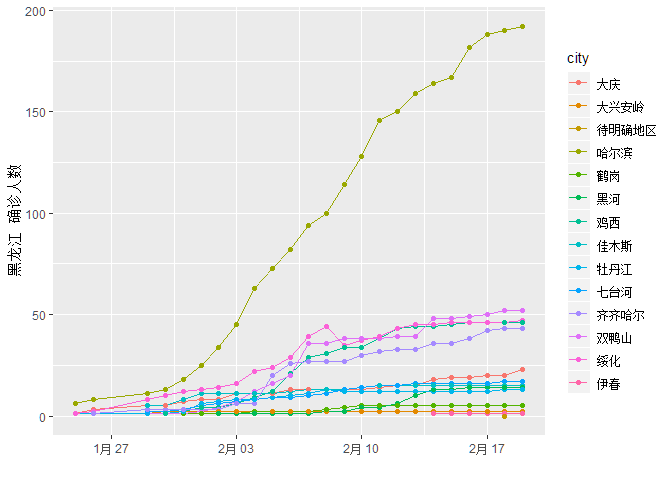 200
150
100
50
0
黑龙江 确诊人数
1月 27
2月 03
2月 10
2月 17
city
大庆
大兴安岭
待明确地区
哈尔滨
鹤岗
黑河
鸡西
佳木斯
牡丹江
七台河
齐齐哈尔
双鸭山
绥化
伊春